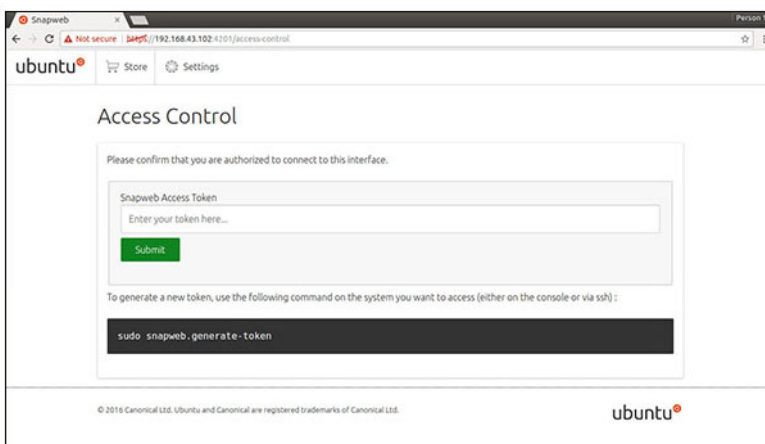 Snapweb
Person 1
Not secure | https://192.168.43.102:4201/access-control
ubuntu
Store
Settings
Access Control
Please confirm that you are authorized to connect to this interface.
Snapweb Access Token
Enter your token here...
Submit
To generate a new token, use the following command on the system you want to access (either on the console or via ssh) :
sudo snapweb.generate-token
© 2016 Canonical Ltd. Ubuntu and Canonical are registered trademarks of Canonical Ltd.
ubuntu